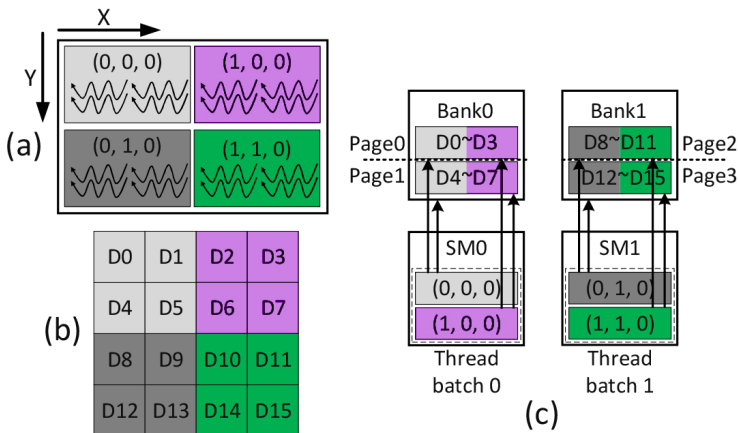 X
Y
(a)
(0, 0, 0)
(1, 0, 0)
(0, 1, 0)
(1, 1, 0)
(b)
D0 D1 D2 D3
D4 D5 D6 D7
D8 D9 D10 D11
D12 D13 D14 D15
Bank0 Bank1
Page0 D0~D3 D8~D11 Page2
Page1 D4~D7 D12~D15 Page3
SM0 SM1
(0, 0, 0) (0, 1, 0)
(1, 0, 0) (1, 1, 0)
Thread Thread
batch 0 batch 1
(c)